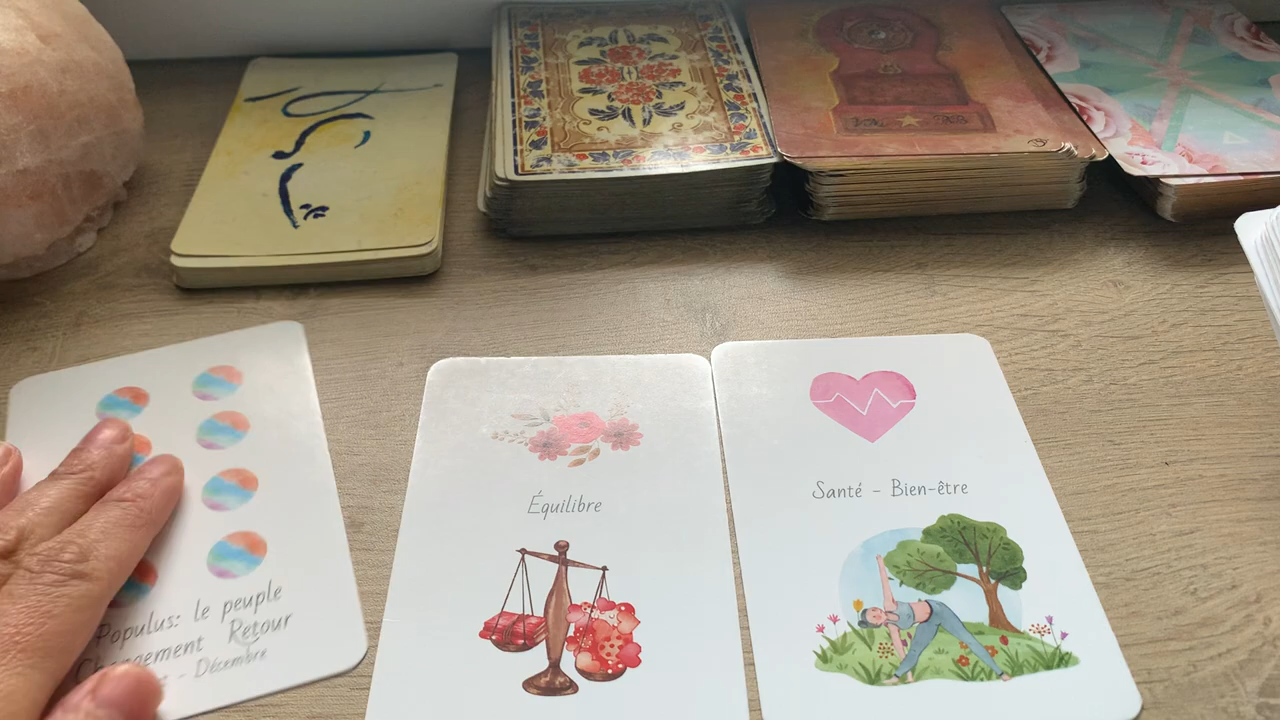 Populus: le peuple
Changement Retour
- Décembre
Équilibre
Santé - Bien-être